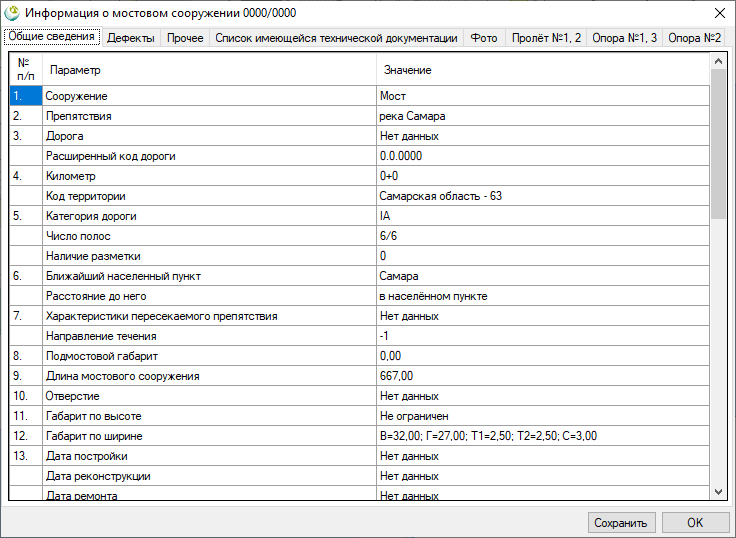 Информация о мостовом сооружении 0000/0000
Общие сведения Дефекты Прочее Список имеющейся технической документации Фото Пролёт №1, 2 Опора №1, 3 Опора №2
№ п/п Параметр Значение
1. Сооружение Мост
2. Препятствия река Самара
3. Дорога Нет данных
Расширенный код дороги 0.0.0000
4. Километр 0+0
Код территории Самарская область - 63
5. Категория дороги IА
Число полос 6/6
Наличие разметки 0
6. Ближайший населенный пункт Самара
Расстояние до него в населённом пункте
7. Характеристики пересекаемого препятствия Нет данных
Направление течения -1
8. Подмостовой габарит 0,00
9. Длина мостового сооружения 667,00
10. Отверстие Нет данных
11. Габарит по высоте Не ограничен
12. Габарит по ширине В=32,00; Г=27,00; Т1=2,50; Т2=2,50; С=3,00
13. Дата постройки Нет данных
Дата реконструкции Нет данных
Дата ремонта Нет данных
Сохранить OK